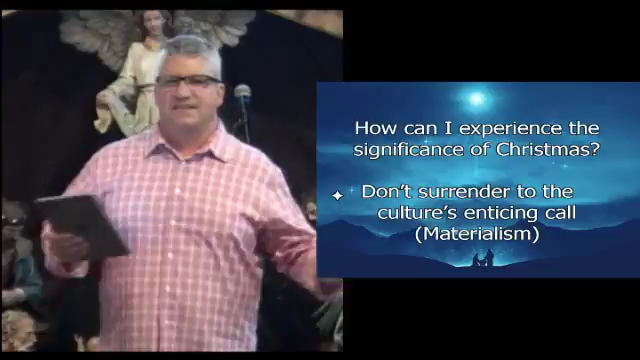 How can I experience the
significance of Christmas?
Don't surrender to the
culture's enticing call
(Materialism)